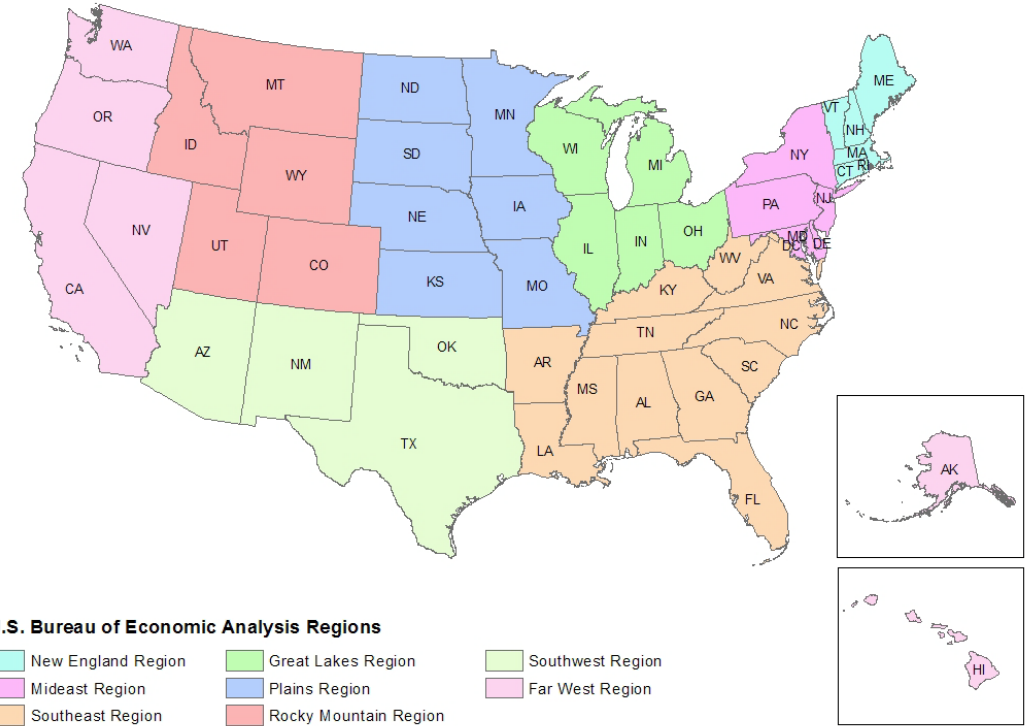 WA
MT
ND
MN
ME
VT
NH
OR
ID
SD
WI
MI
NY
MA
RI
CT
WY
NE
IA
PA
NJ
NV
UT
CO
KS
IL
IN
OH
MD
DC
DE
WV
VA
CA
MO
KY
AZ
NM
OK
AR
TN
NC
SC
MS
AL
GA
TX
LA
FL
AK
HI
.S. Bureau of Economic Analysis Regions
New England Region
Great Lakes Region
Southwest Region
Mideast Region
Plains Region
Far West Region
Southeast Region
Rocky Mountain Region